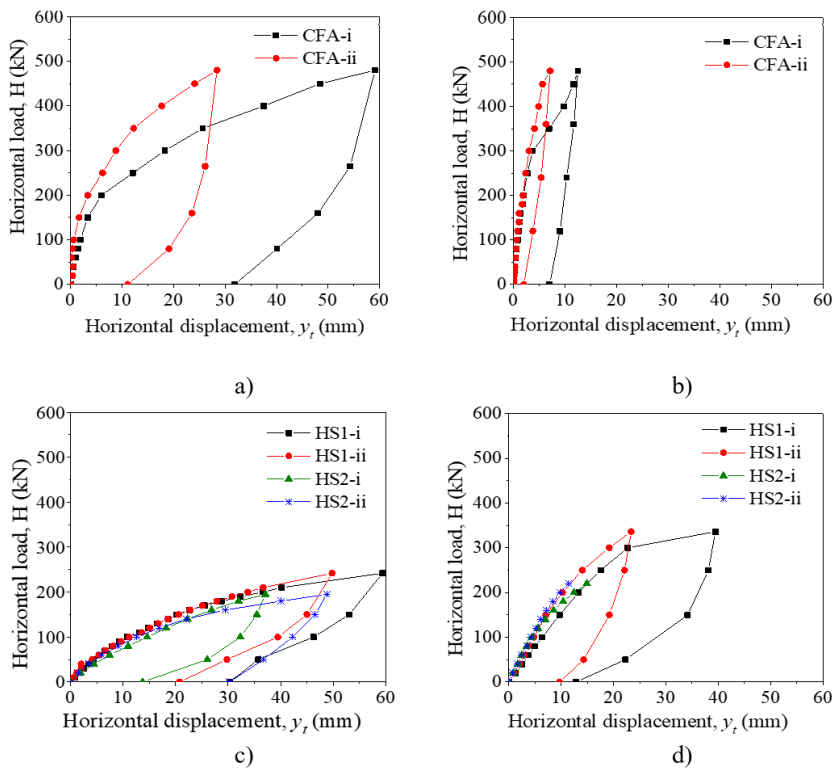 600
500
400
300
200
100
0
Horizontal load, H (kN)
CFA-i
CFA-ii
0 10 20 30 40 50 60
Horizontal displacement, yt (mm)
a)
600
500
400
300
200
100
0
Horizontal load, H (kN)
CFA-i
CFA-ii
0 10 20 30 40 50 60
Horizontal displacement, yt (mm)
b)
600
500
400
300
200
100
0
Horizontal load, H (kN)
HS1-i
HS1-ii
HS2-i
HS2-ii
0 10 20 30 40 50 60
Horizontal displacement, yt (mm)
c)
600
500
400
300
200
100
0
Horizontal load, H (kN)
HS1-i
HS1-ii
HS2-i
HS2-ii
0 10 20 30 40 50 60
Horizontal displacement, yt (mm)
d)